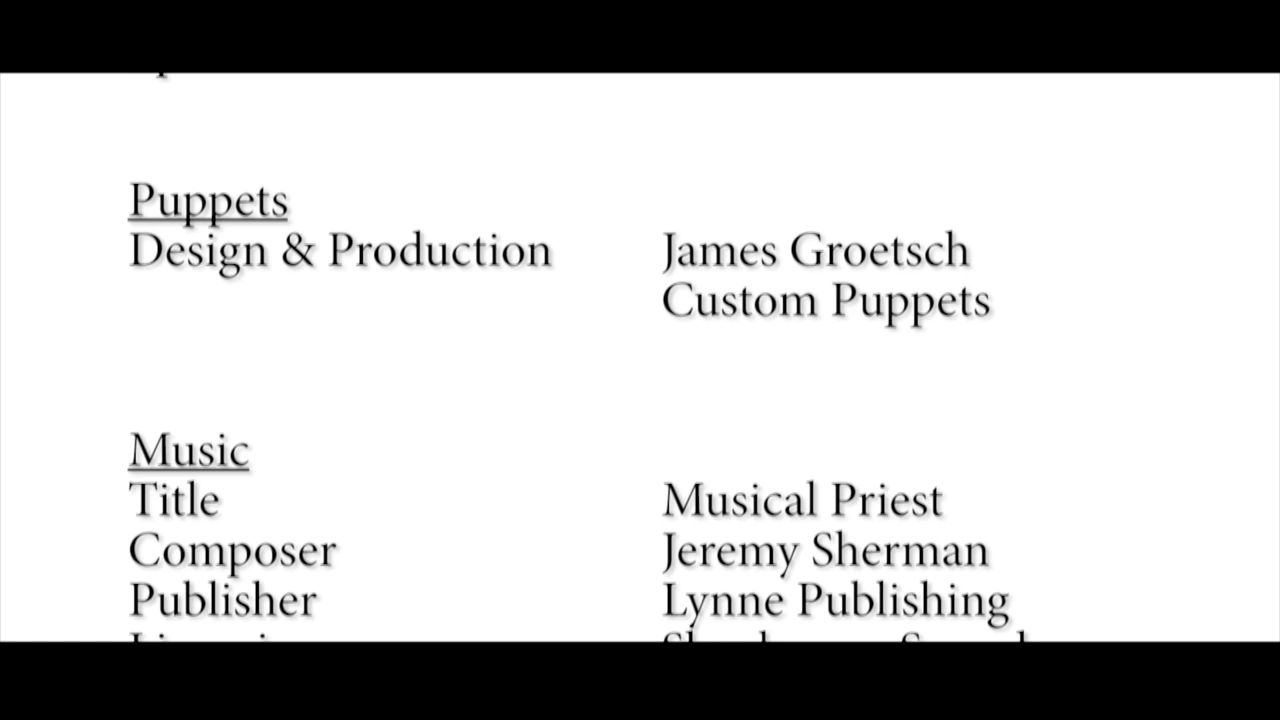 Puppets
Design & Production James Groetsch
Custom Puppets
Music
Title Musical Priest
Composer Jeremy Sherman
Publisher Lynne Publishing